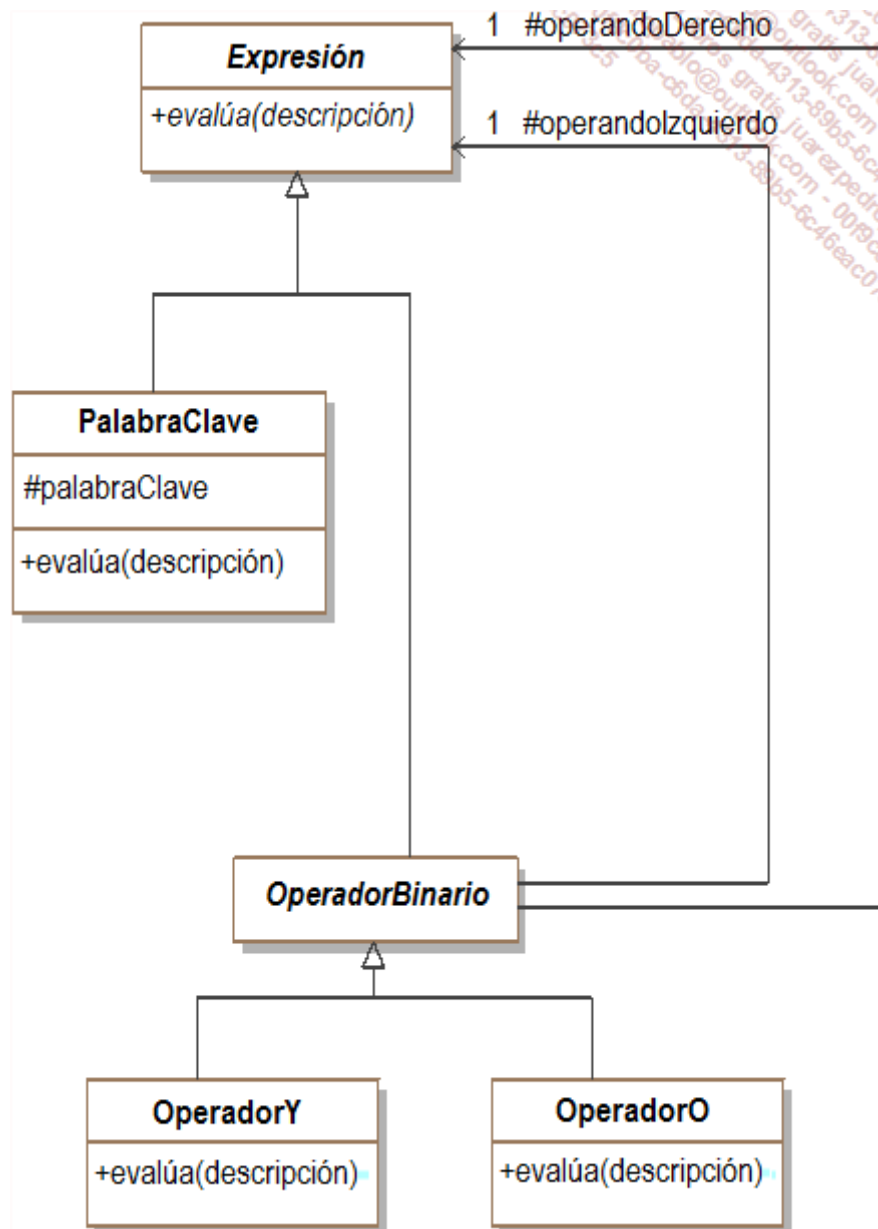 1 #operandoDerecho
Expresión
+evalúa(descripción)
1 #operandoIzquierdo
PalabraClave
#palabraClave
+evalúa(descripción)
OperadorBinario
OperadorY
OperadorO
+evalúa(descripción)
+evalúa(descripción)